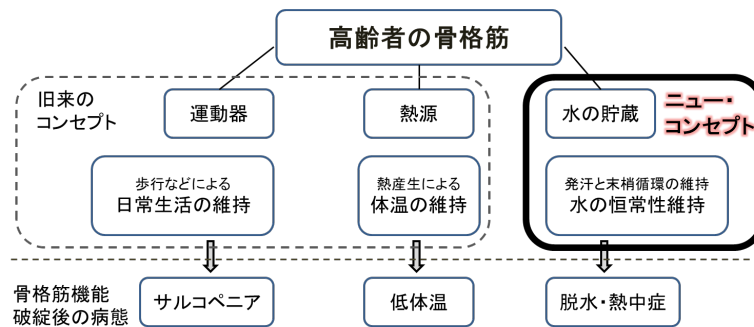 高齢者の骨格筋
旧来の
コンセプト
運動器
熱源
水の貯蔵
ニュー・
コンセプト
歩行などによる
日常生活の維持
熱産生による
体温の維持
発汗と末梢循環の維持
水の恒常性維持
骨格筋機能
破綻後の病態
サルコペニア
低体温
脱水・熱中症